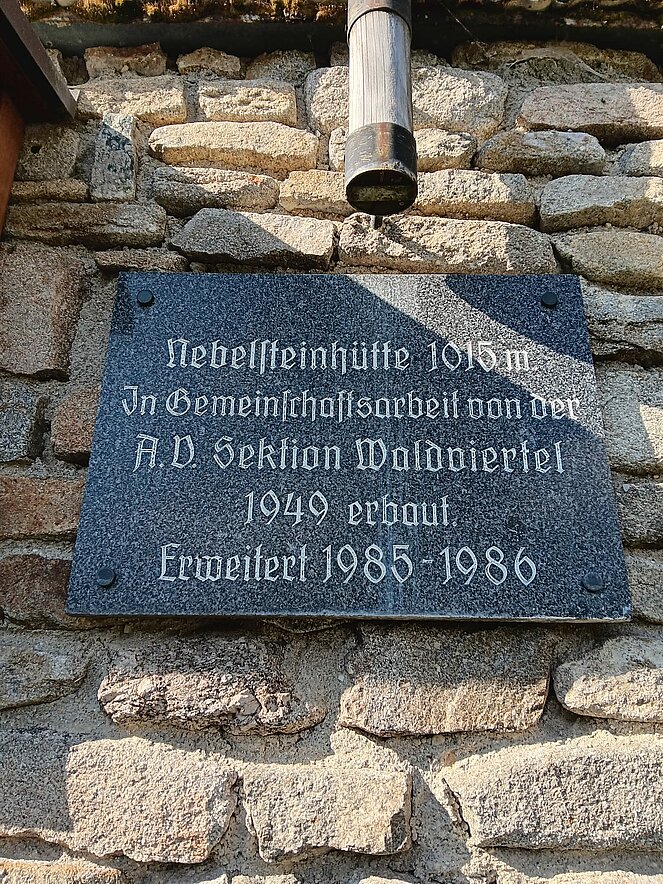 Nebelsteinhütte 1015 m
In Gemeinschaftsarbeit von der
A.V. Sektion Waldviertel
1949 erbaut.
Erweitert 1985-1986